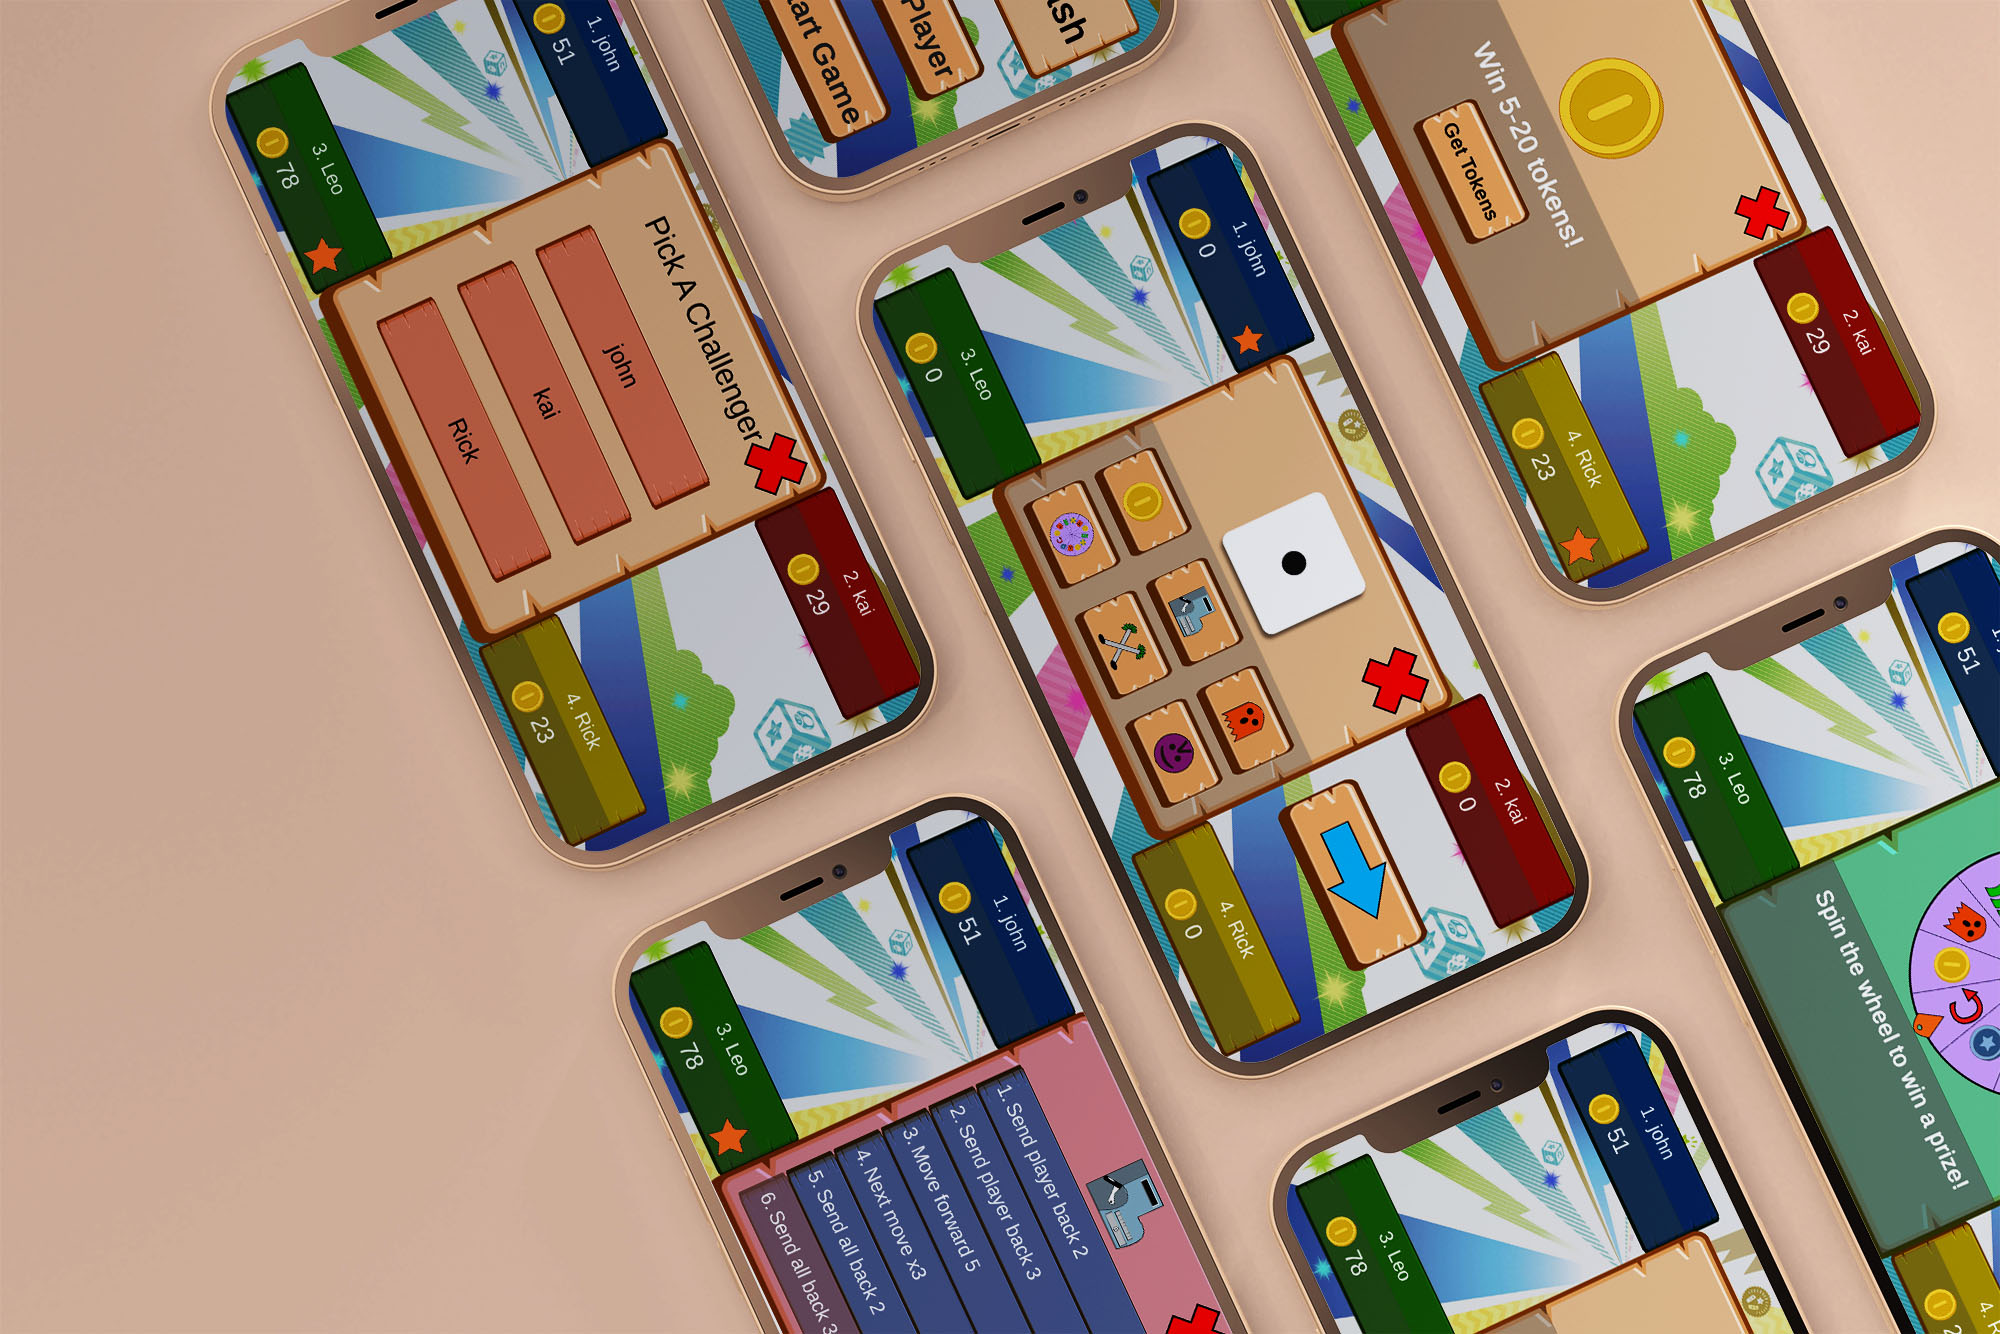 1. john
51
3. Leo
78
Pick A Challenger
john
kai
Rick
2. kai
29
4. Rick
23
Start Game
Player
1. john
0
3. Leo
0
2. kai
0
4. Rick
0
Win 5-20 tokens!
Get Tokens
2. kai
29
4. Rick
23
1. john
51
3. Leo
78
1. Send player back 2
2. Send player back 3
3. Move forward 5
4. Next move x3
5. Send all back 2
6. Send all back 3
1. john
51
3. Leo
78
51
3. Leo
78
Spin the wheel to win a prize!